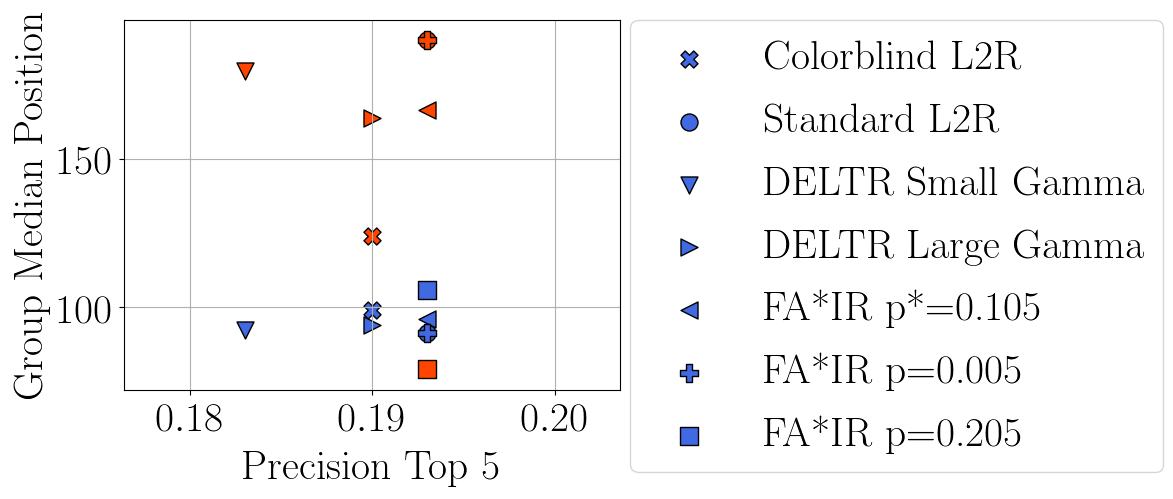 Group Median Position
150
100
0.18
0.19
0.20
Precision Top 5
Colorblind L2R
Standard L2R
DELTR Small Gamma
DELTR Large Gamma
FA*IR p*=0.105
FA*IR p=0.005
FA*IR p=0.205